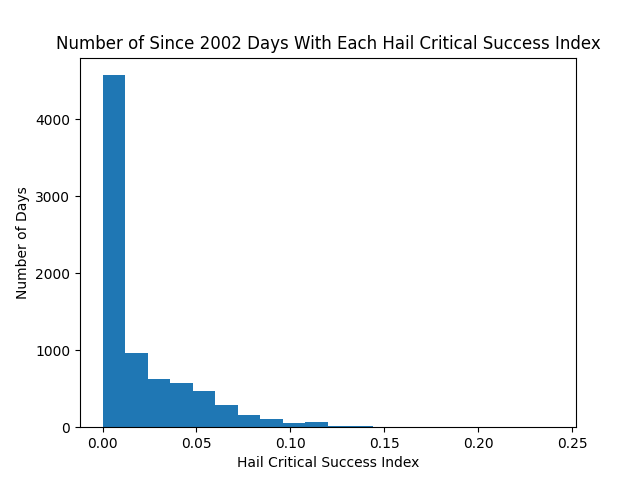 Number of Since 2002 Days With Each Hail Critical Success Index
Number of Days
4000
3000
2000
1000
0
0.00 0.05 0.10 0.15 0.20 0.25
Hail Critical Success Index